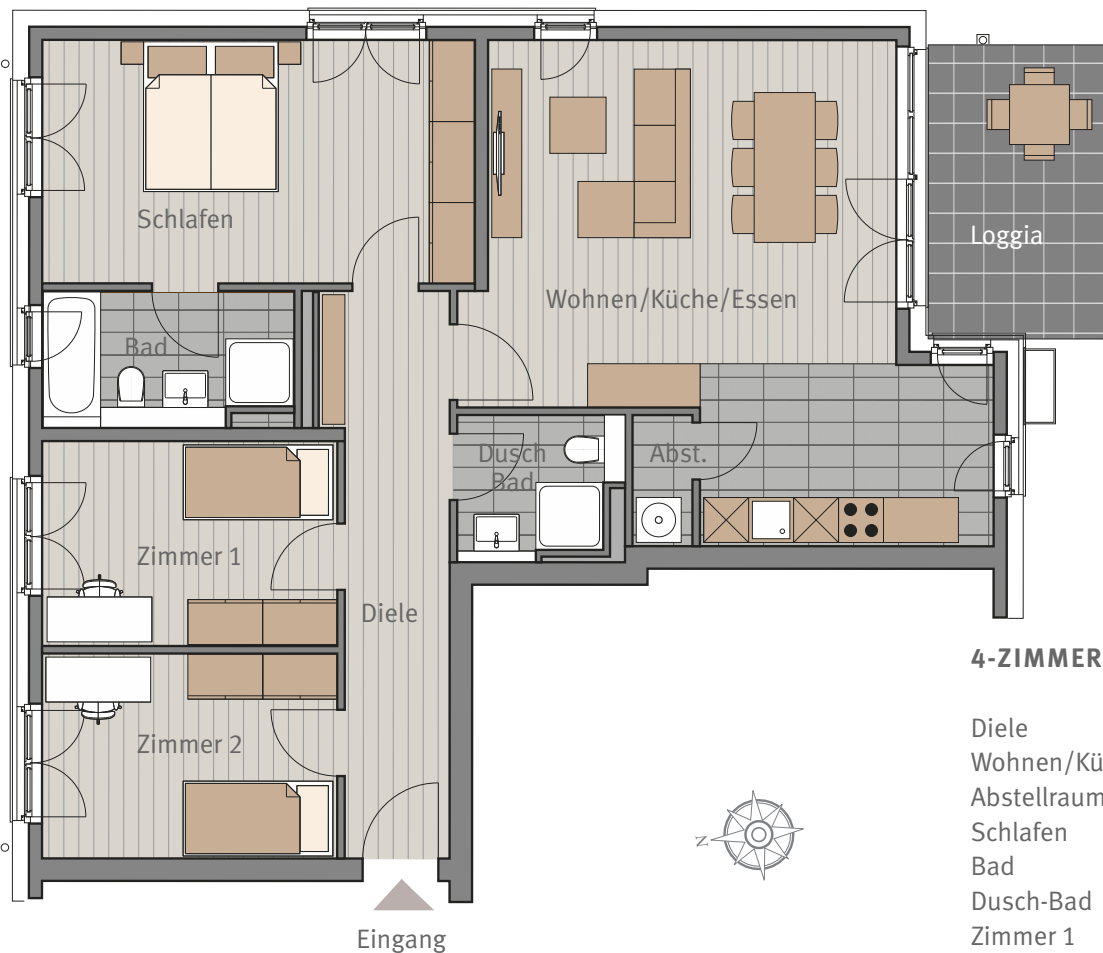 Schlafen
Loggia
Wohnen/Küche/Essen
Bad
Dusch
Bad
Abst.
Zimmer 1
Diele
Zimmer 2
N
Eingang
4-ZIMMER
Diele
Wohnen/Kü
Abstellraum
Schlafen
Bad
Dusch-Bad
Zimmer 1